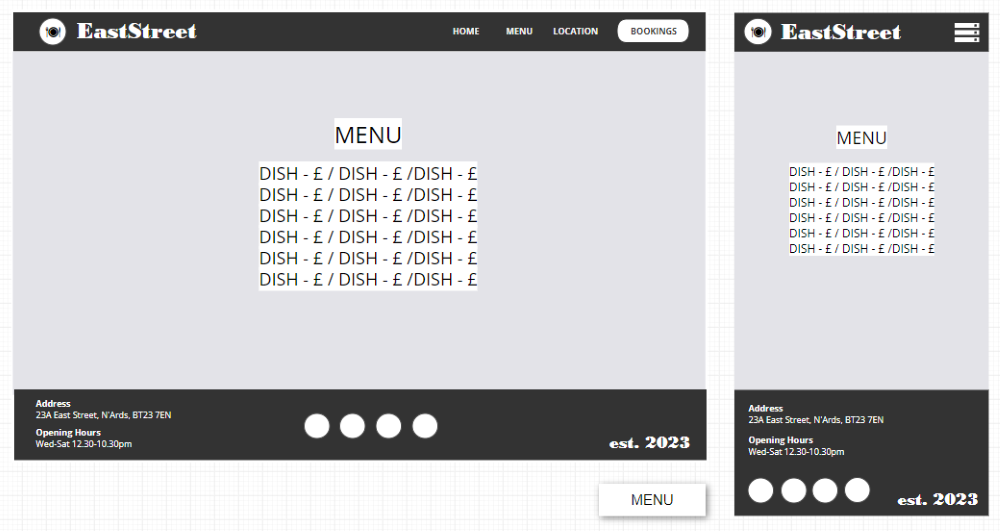 EastStreet
HOME MENU LOCATION BOOKINGS
MENU
DISH - £ / DISH - £ /DISH - £
DISH - £ / DISH - £ /DISH - £
DISH - £ / DISH - £ /DISH - £
DISH - £ / DISH - £ /DISH - £
DISH - £ / DISH - £ /DISH - £
DISH - £ / DISH - £ /DISH - £
Address
23A East Street, N'Ards, BT23 7EN
Opening Hours
Wed-Sat 12.30-10.30pm
est. 2023
EastStreet
MENU
DISH - £ / DISH - £ /DISH - £
DISH - £ / DISH - £ /DISH - £
DISH - £ / DISH - £ /DISH - £
DISH - £ / DISH - £ /DISH - £
DISH - £ / DISH - £ /DISH - £
DISH - £ / DISH - £ /DISH - £
Address
23A East Street, N'Ards, BT23 7EN
Opening Hours
Wed-Sat 12.30-10.30pm
est. 2023
MENU